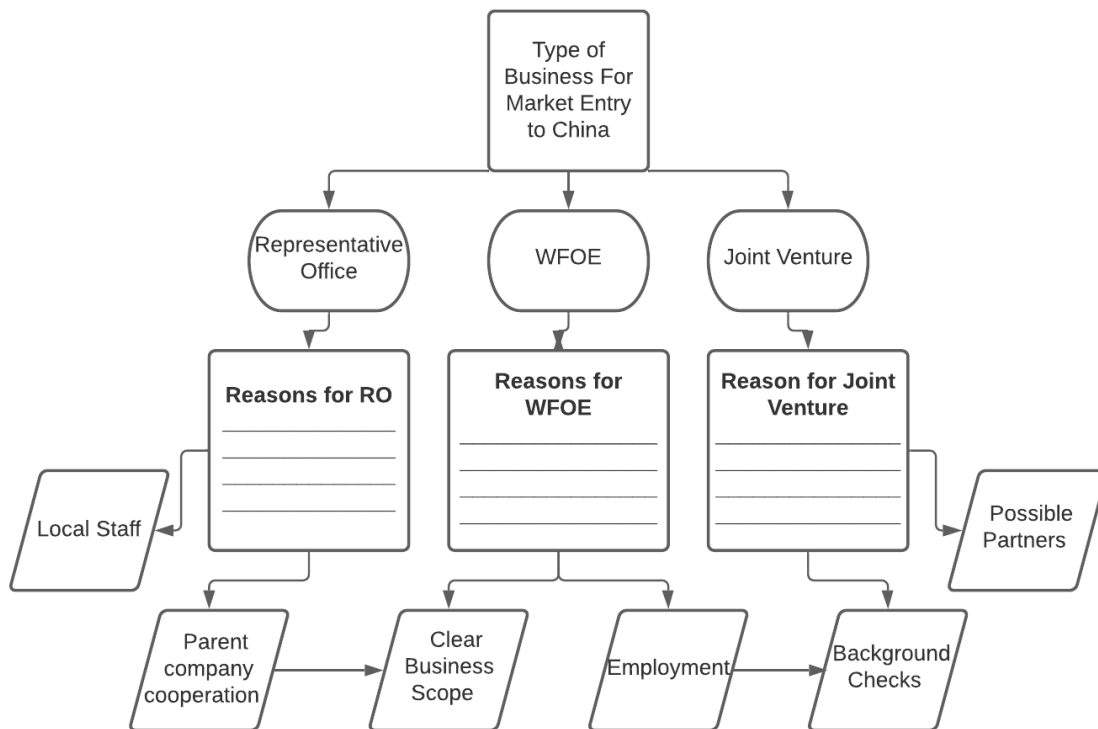 Type of
Business For
Market Entry
to China
Representative
Office
WFOE
Joint Venture
Reasons for RO
Reasons for
WFOE
Reason for Joint
Venture
Local Staff
Possible
Partners
Parent
company
cooperation
Clear
Business
Scope
Employment
Background
Checks